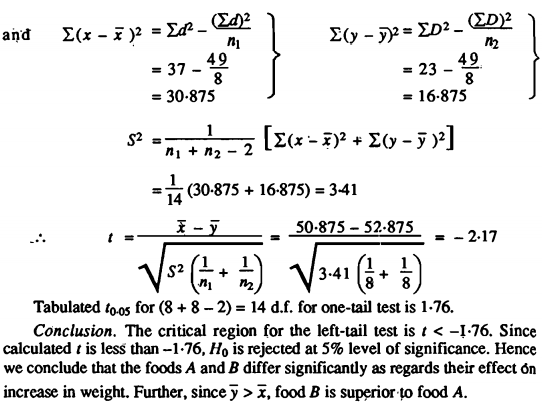 and Σ(x − x̄)² = Σd² − (Σd)²/n₁ Σ(y − ȳ)² = ΣD² − (ΣD)²/n₂
= 37 − 49/8 = 23 − 49/8
= 30·875 = 16·875
S² = 1/(n₁ + n₂ − 2) [Σ(x − x̄)² + Σ(y − ȳ)²]
= 1/14 (30·875 + 16·875) = 3·41
∴ t = (x̄ − ȳ)/√(S² (1/n₁ + 1/n₂)) = (50·875 − 52·875)/√(3·41 (1/8 + 1/8)) = − 2·17
Tabulated t₀·₀₅ for (8 + 8 − 2) = 14 d.f. for one-tail test is 1·76.
Conclusion. The critical region for the left-tail test is t < −1·76. Since
calculated t is less than −1·76, H₀ is rejected at 5% level of significance. Hence
we conclude that the foods A and B differ significantly as regards their effect on
increase in weight. Further, since ȳ > x̄, food B is superior to food A.